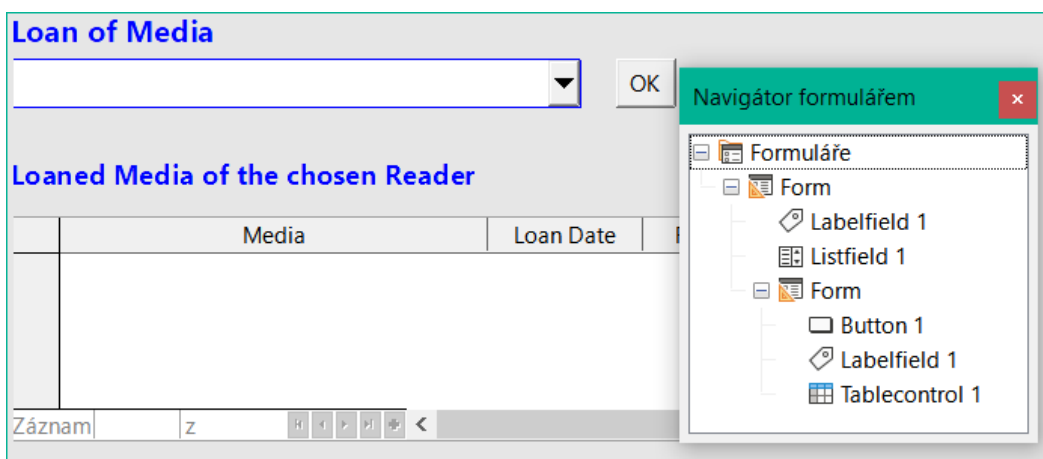 Loan of Media
OK
Loaned Media of the chosen Reader
Media Loan Date
Záznam z
Navigátor formulářem
Formuláře
Form
Labelfield 1
Listfield 1
Form
Button 1
Labelfield 1
Tablecontrol 1